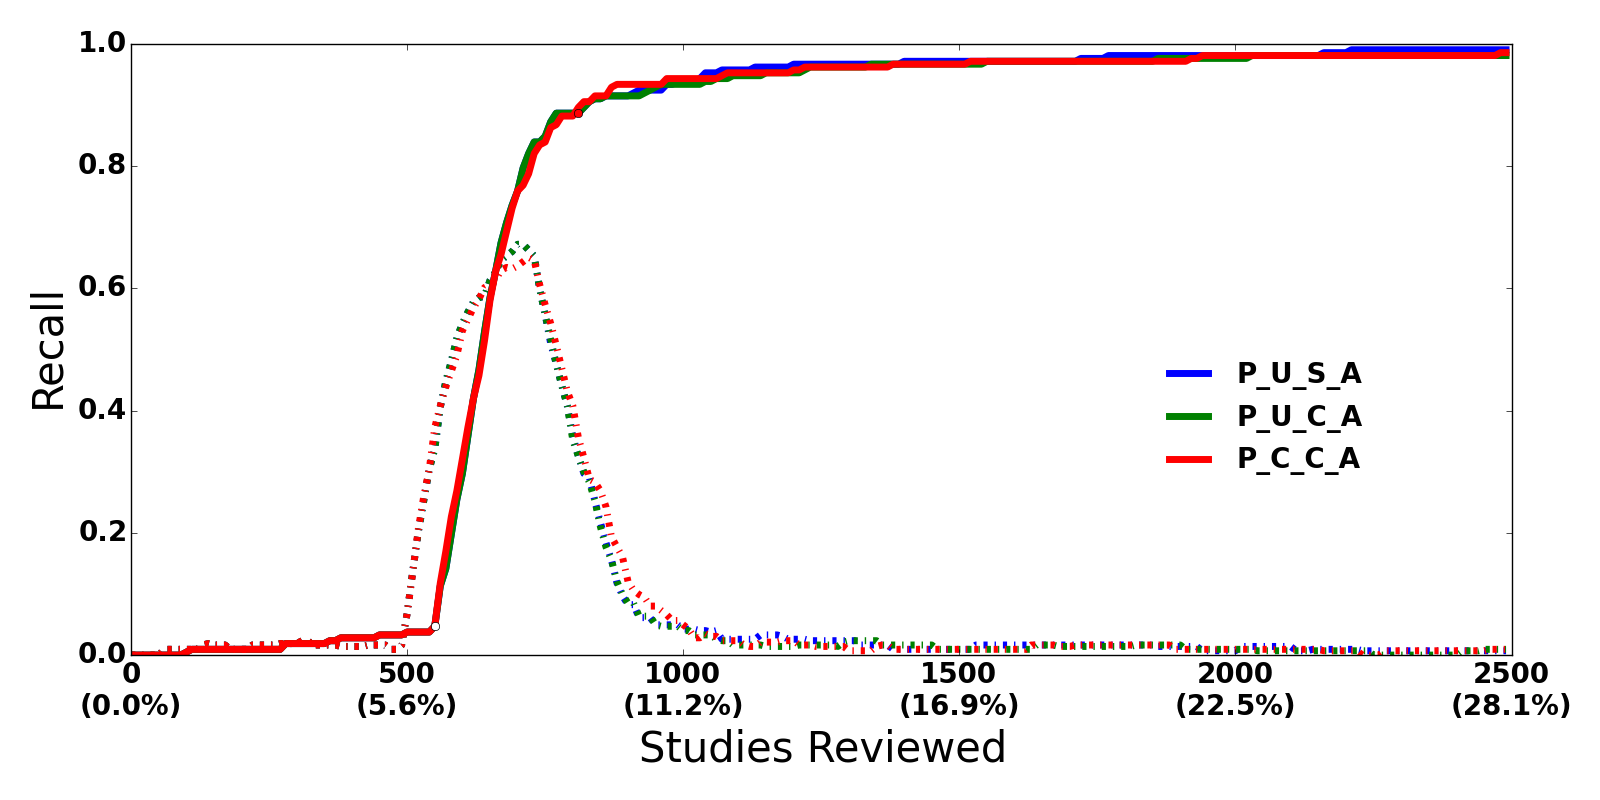 1.0
0.8
0.6
0.4
0.2
0.0
Recall
P_U_S_A
P_U_C_A
P_C_C_A
0 500 1000 1500 2000 2500
(0.0%) (5.6%) (11.2%) (16.9%) (22.5%) (28.1%)
Studies Reviewed